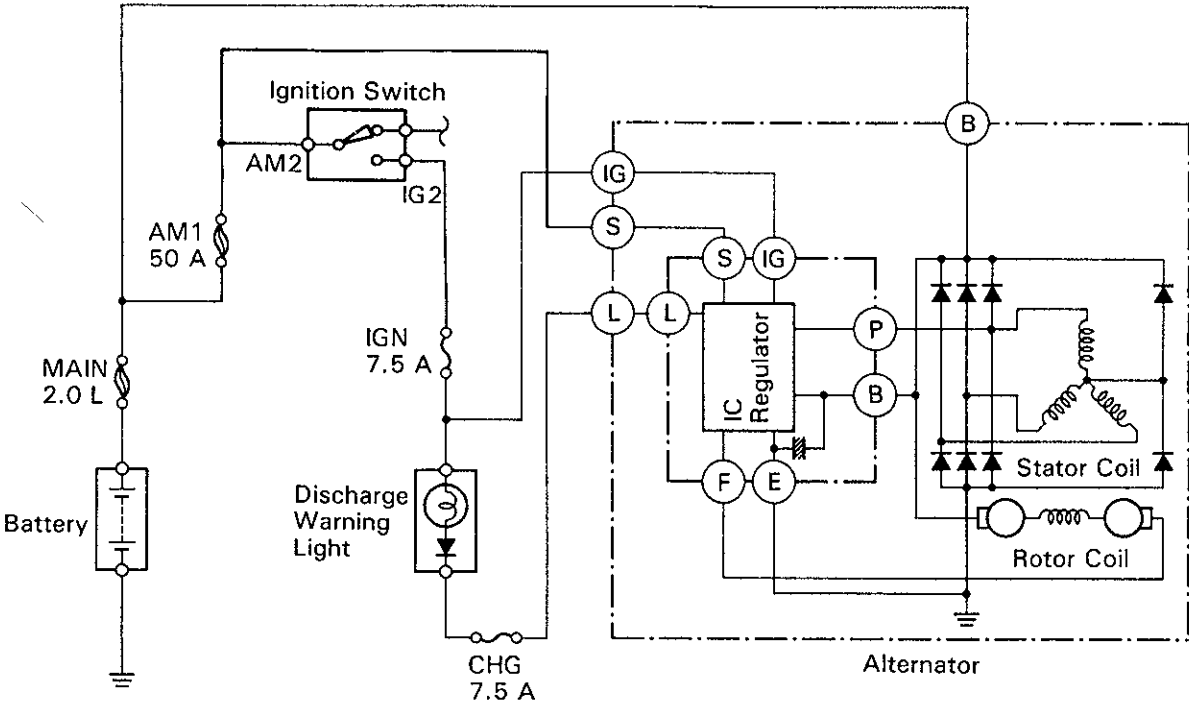 Ignition Switch
AM2
IG2
AM1
50 A
MAIN
2.0 L
Battery
IGN
7.5 A
Discharge
Warning
Light
CHG
7.5 A
B
IG
S
L
S
IG
L
P
B
F
E
IC
Regulator
Stator Coil
Rotor Coil
Alternator